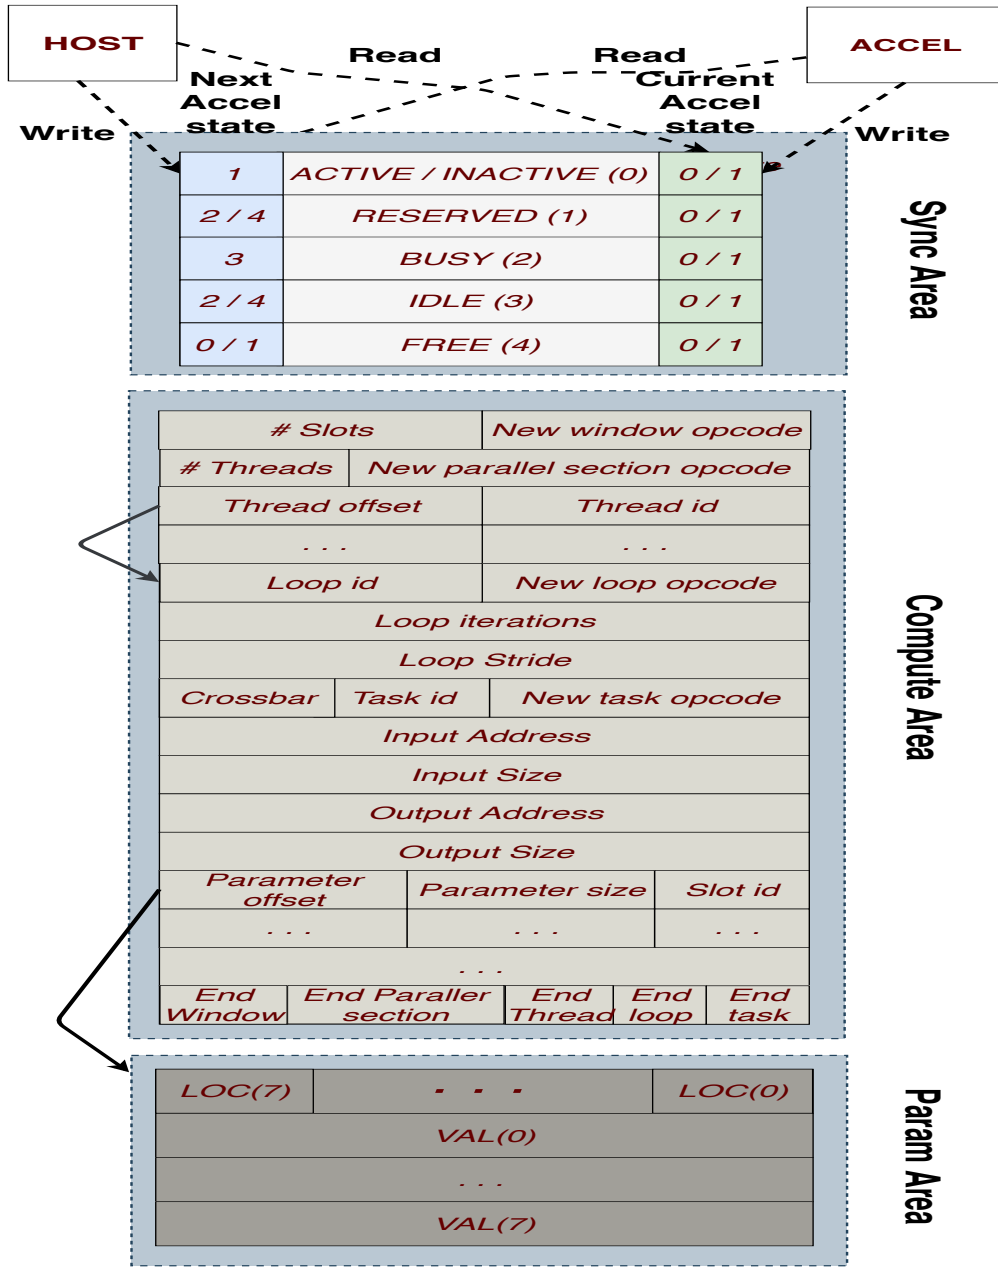 HOST
ACCEL
Read
Read
Next
Accel
state
Current
Accel
state
Write
Write
1 ACTIVE / INACTIVE (0) 0 / 1
2 / 4 RESERVED (1) 0 / 1
3 BUSY (2) 0 / 1
2 / 4 IDLE (3) 0 / 1
0 / 1 FREE (4) 0 / 1
Sync Area
# Slots New window opcode
# Threads New parallel section opcode
Thread offset Thread id
. . . . . .
Loop id New loop opcode
Loop iterations
Loop Stride
Crossbar Task id New task opcode
Input Address
Input Size
Output Address
Output Size
Parameter
offset
Parameter size
Slot id
. . . . . . . . .
. . .
End
Window
End Paraller
section
End
Thread
End
loop
End
task
Compute Area
LOC(7) . . . LOC(0)
VAL(0)
. . .
VAL(7)
Param Area